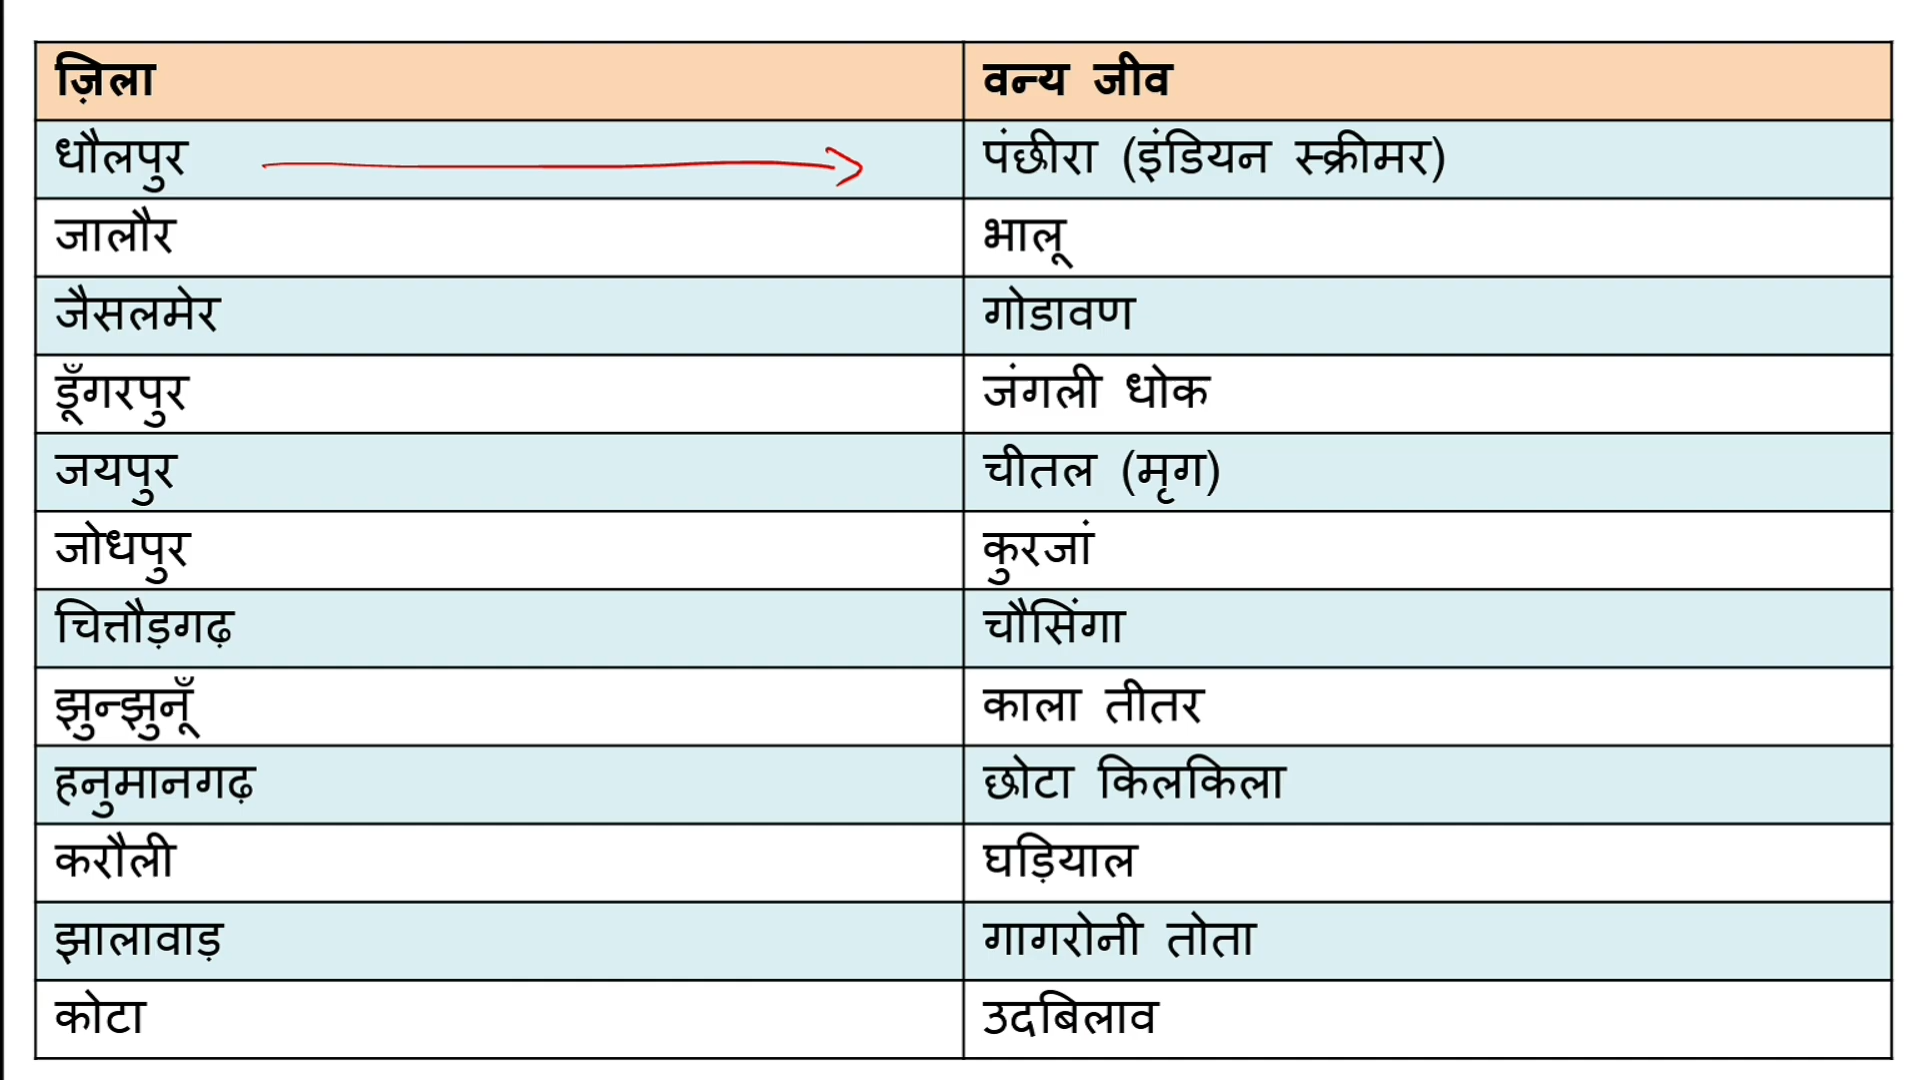 ज़िला वन्य जीव
धौलपुर पंछीरा (इंडियन स्क्रीमर)
जालौर भालू
जैसलमेर गोडावण
डूँगरपुर जंगली धोक
जयपुर चीतल (मृग)
जोधपुर कुरजां
चित्तौड़गढ़ चौसिंगा
झुन्झुनूँ काला तीतर
हनुमानगढ़ छोटा किलकिला
करौली घड़ियाल
झालावाड़ गागरोनी तोता
कोटा उदबिलाव